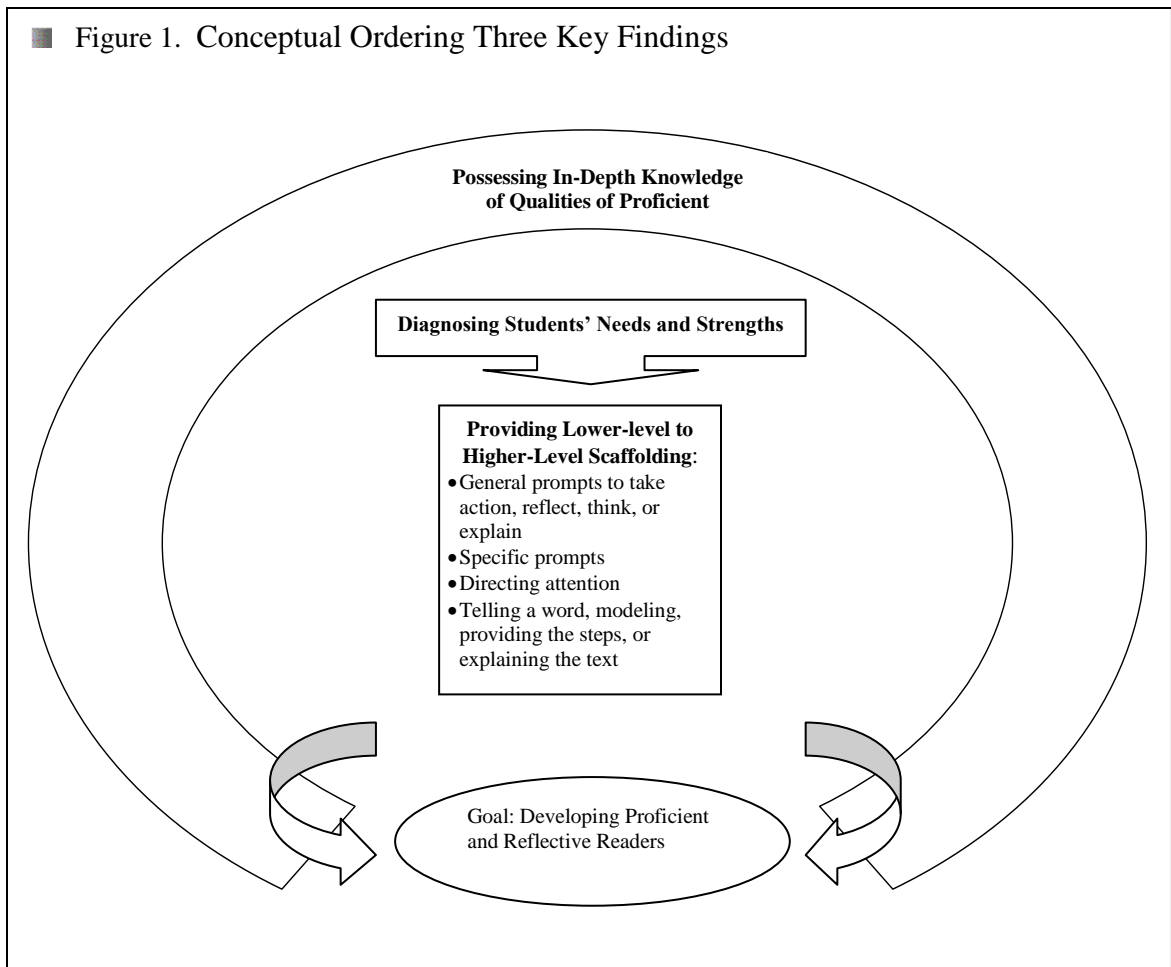 Figure 1. Conceptual Ordering Three Key Findings
Possessing In-Depth Knowledge
of Qualities of Proficient
Diagnosing Students’ Needs and Strengths
Providing Lower-level to
Higher-Level Scaffolding:
•General prompts to take
action, reflect, think, or
explain
•Specific prompts
•Directing attention
•Telling a word, modeling,
providing the steps, or
explaining the text
Goal: Developing Proficient
and Reflective Readers